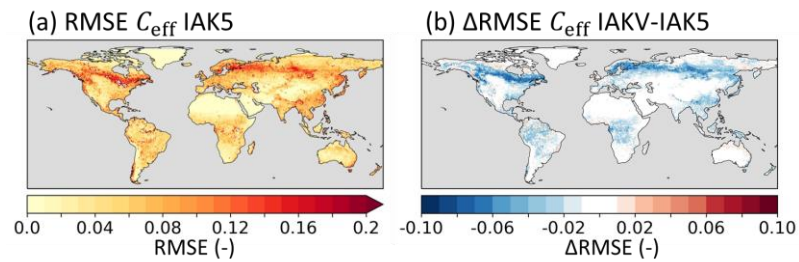 (a) RMSE C_eff IAK5
(b) ΔRMSE C_eff IAKV-IAK5
0.0 0.04 0.08 0.12 0.16 0.2
-0.10 -0.06 -0.02 0.02 0.06 0.10
RMSE (-)
ΔRMSE (-)